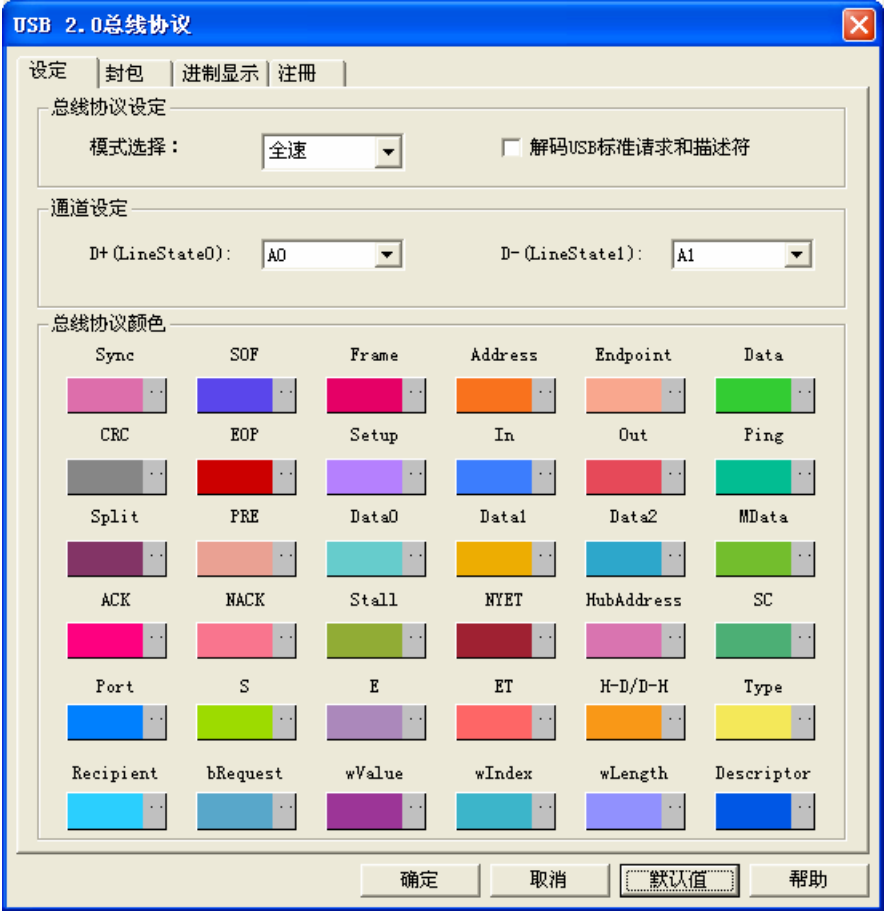 USB 2.0总线协议
设定 封包 进制显示 注册
总线协议设定
模式选择： 全速 解码USB标准请求和描述符
通道设定
D+(LineState0): A0 D-(LineState1): A1
总线协议颜色
Sync SOF Frame Address Endpoint Data
.. .. .. .. .. ..
CRC EOP Setup In Out Ping
.. .. .. .. .. ..
Split PRE Data0 Data1 Data2 MData
.. .. .. .. .. ..
ACK NACK Stall NYET HubAddress SC
.. .. .. .. .. ..
Port S E ET H-D/D-H Type
.. .. .. .. .. ..
Recipient bRequest wValue wIndex wLength Descriptor
.. .. .. .. .. ..
确定 取消 默认值 帮助